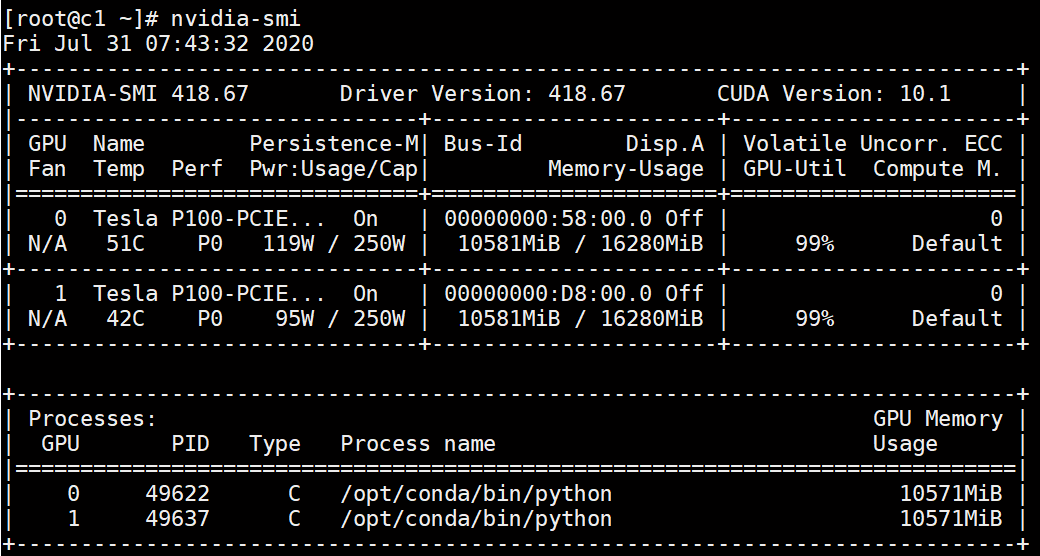 [root@c1 ~]# nvidia-smi
Fri Jul 31 07:43:32 2020
+-----------------------------------------------------------------------------+
| NVIDIA-SMI 418.67       Driver Version: 418.67       CUDA Version: 10.1     |
|-------------------------------+----------------------+----------------------+
| GPU  Name        Persistence-M| Bus-Id        Disp.A | Volatile Uncorr. ECC |
| Fan  Temp  Perf  Pwr:Usage/Cap|         Memory-Usage | GPU-Util  Compute M. |
|===============================+======================+======================|
|   0  Tesla P100-PCIE...  On   | 00000000:58:00.0 Off |                    0 |
| N/A   51C    P0   119W / 250W |  10581MiB / 16280MiB |     99%      Default |
+-------------------------------+----------------------+----------------------+
|   1  Tesla P100-PCIE...  On   | 00000000:D8:00.0 Off |                    0 |
| N/A   42C    P0    95W / 250W |  10581MiB / 16280MiB |     99%      Default |
+-------------------------------+----------------------+----------------------+

+-----------------------------------------------------------------------------+
| Processes:                                                       GPU Memory |
|  GPU       PID   Type   Process name                             Usage      |
|=============================================================================|
|    0     49622      C   /opt/conda/bin/python                      10571MiB |
|    1     49637      C   /opt/conda/bin/python                      10571MiB |
+-----------------------------------------------------------------------------+